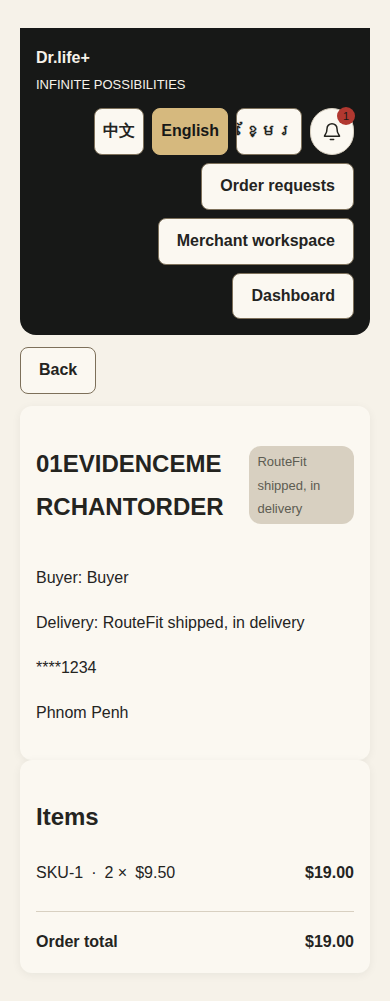 Dr.life+
INFINITE POSSIBILITIES
中文 English ខ្មែរ 1
Order requests
Merchant workspace
Dashboard
Back
01EVIDENCEME
RCHANTORDER
RouteFit
shipped, in
delivery
Buyer: Buyer
Delivery: RouteFit shipped, in delivery
****1234
Phnom Penh
Items
SKU-1 · 2 × $9.50 $19.00
Order total $19.00